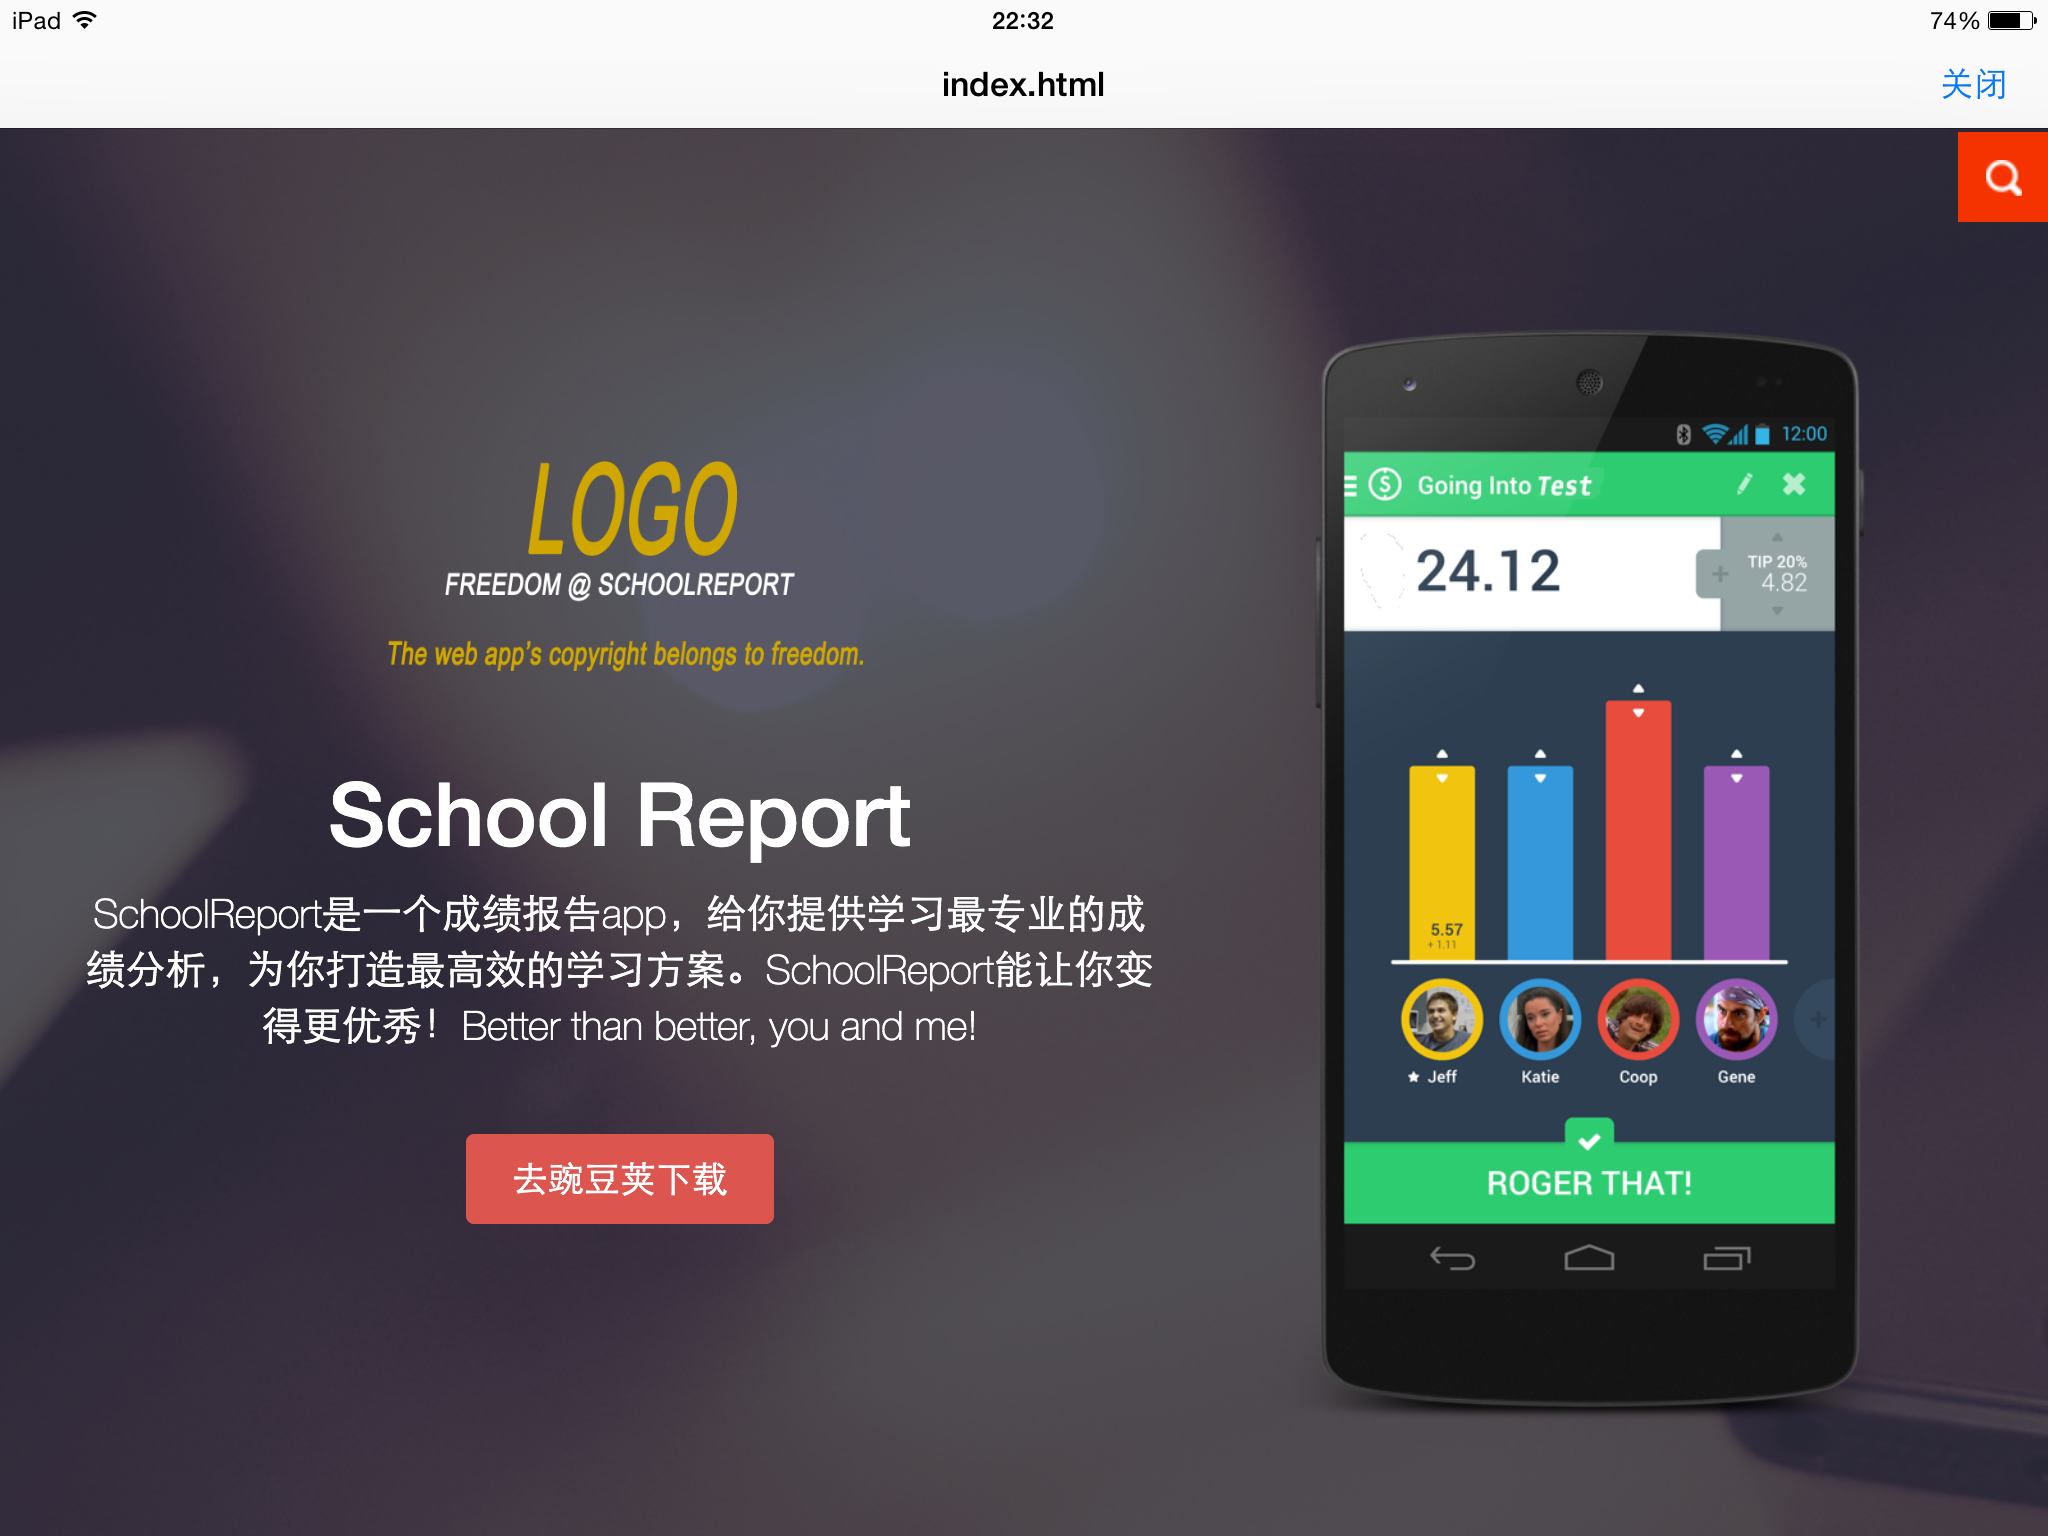 iPad 22:32 74%
index.html 关闭
LOGO
FREEDOM @ SCHOOLREPORT
The web app's copyright belongs to freedom.
School Report
SchoolReport是一个成绩报告app，给你提供学习最专业的成
绩分析，为你打造最高效的学习方案。SchoolReport能让你变
得更优秀！Better than better, you and me!
去豌豆荚下载
12:00
$ Going Into Test
24.12
+ TIP 20%
4.82
5.57
+ 1.11
Jeff Katie Coop Gene
ROGER THAT!